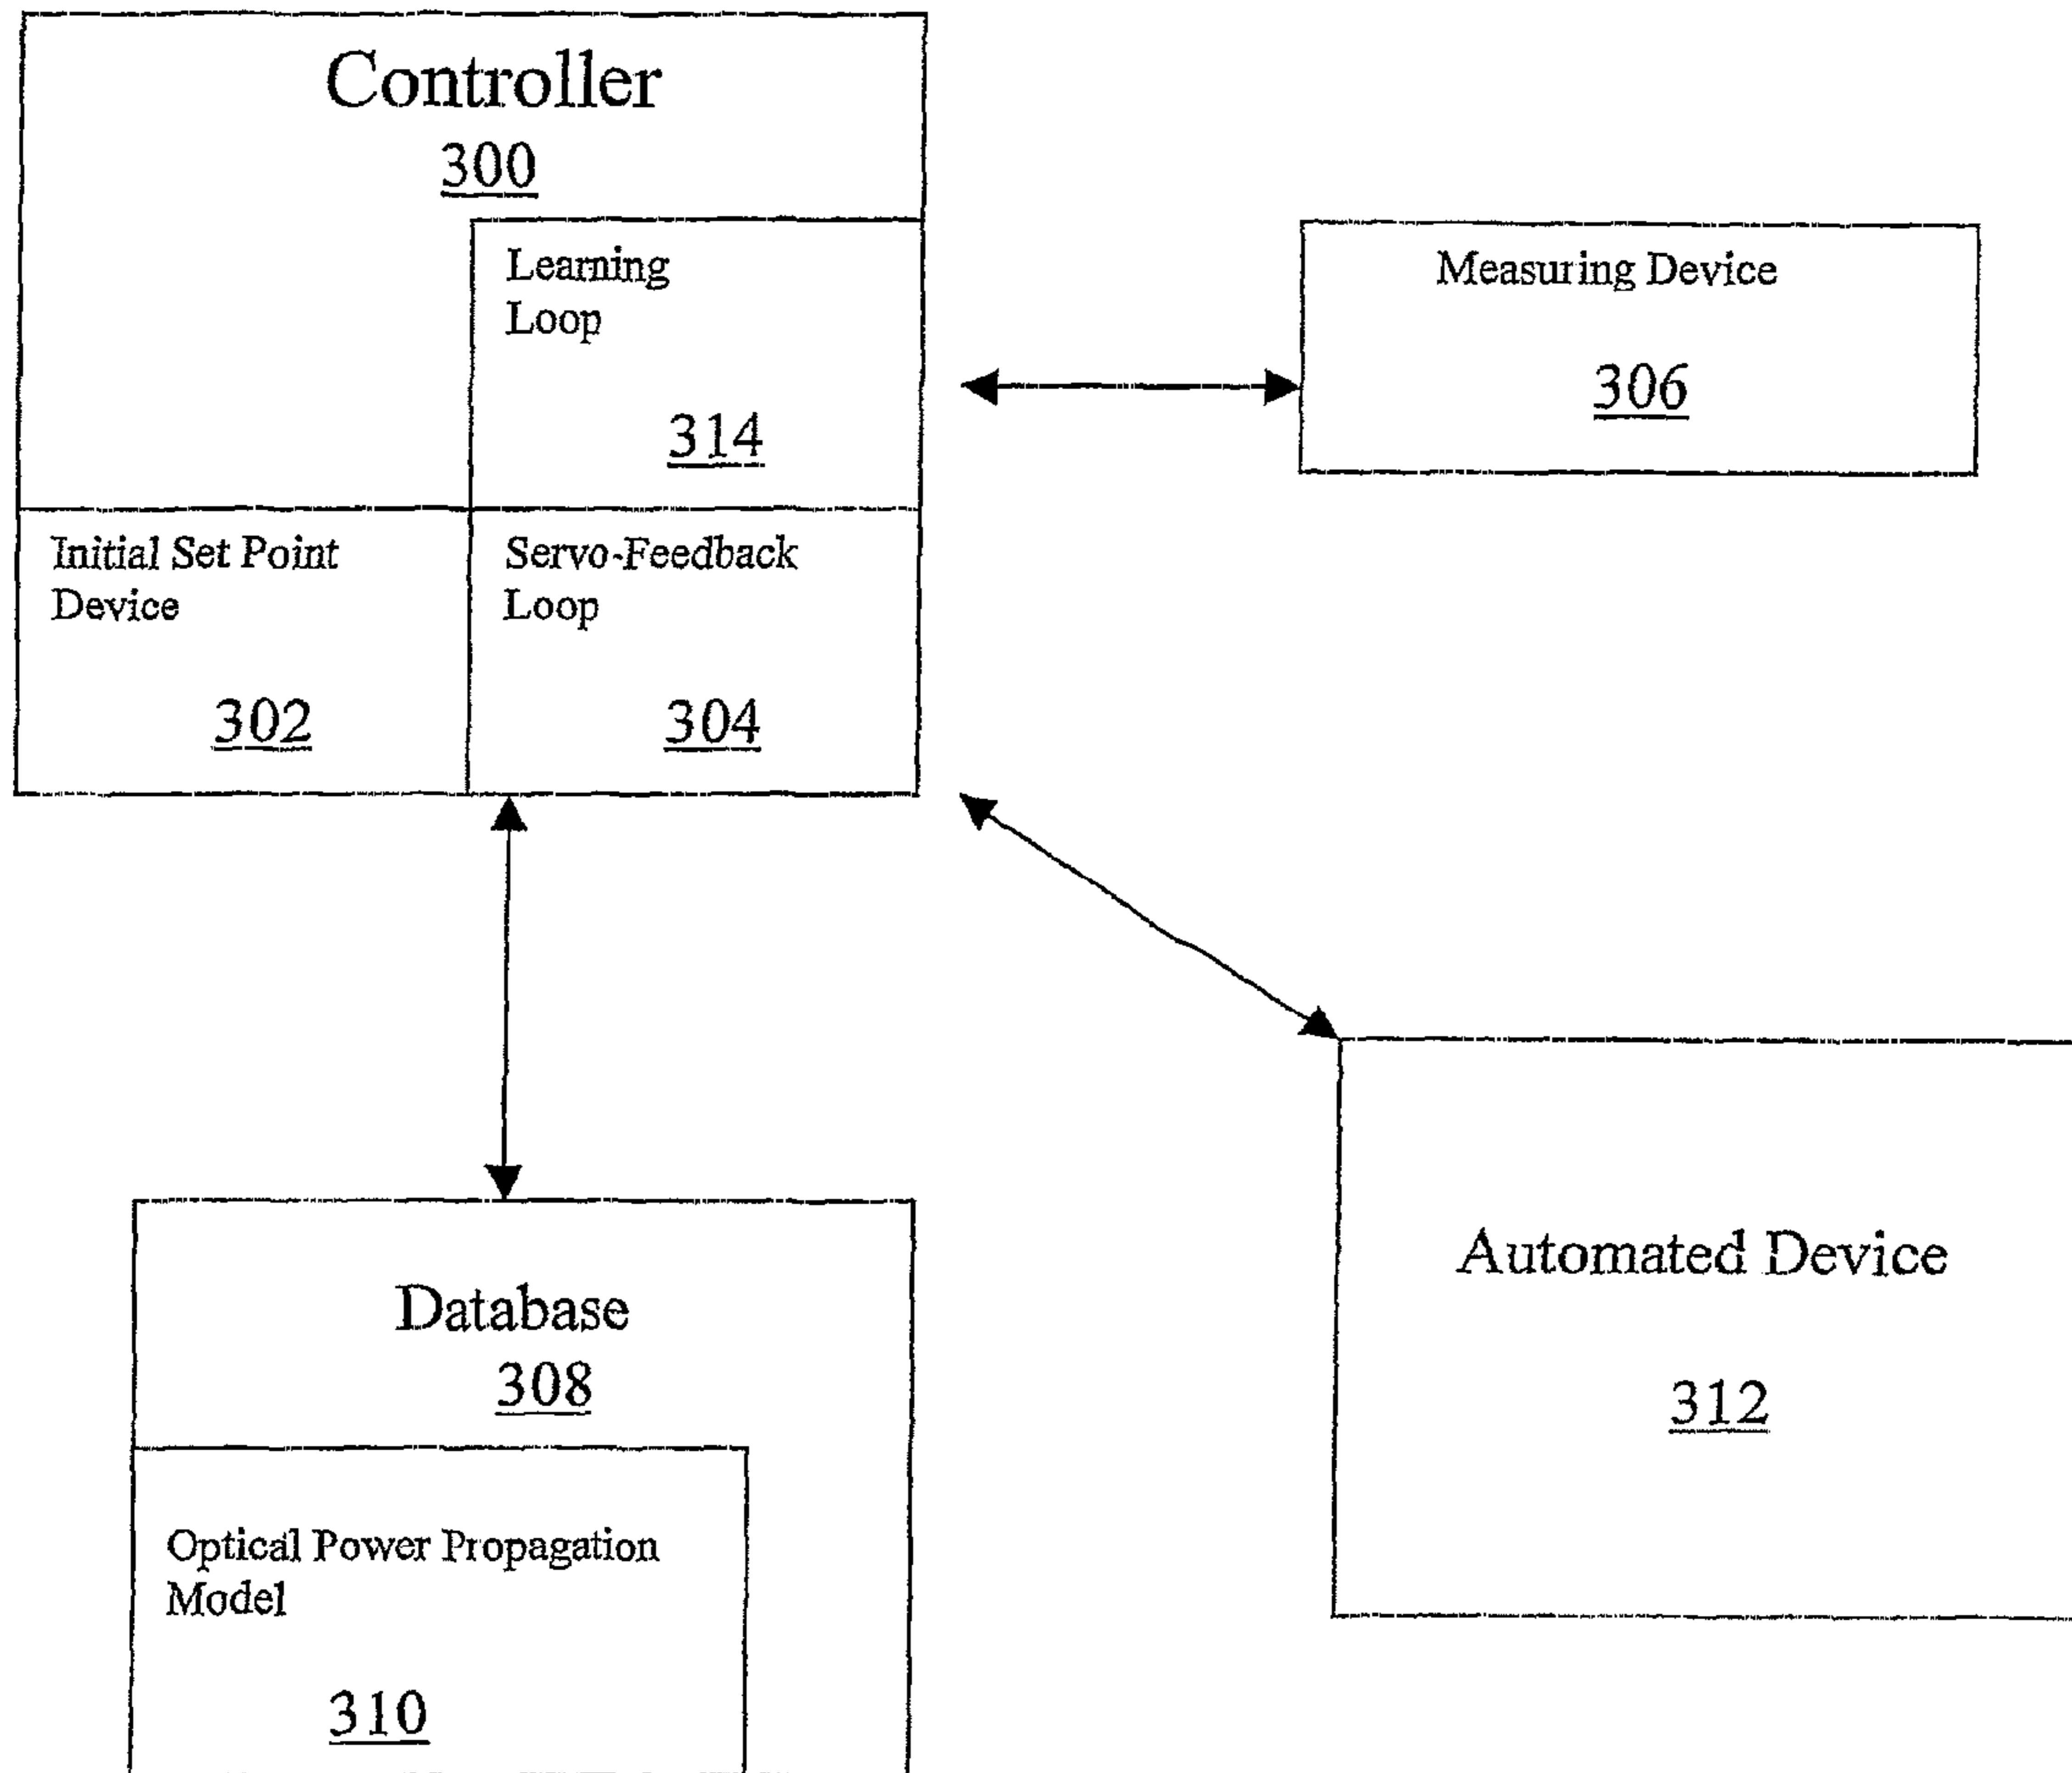 Controller
300
Learning
Loop
314
Measuring Device
306
Initial Set Point
Device
302
Servo-Feedback
Loop
304
Automated Device
312
Database
308
Optical Power Propagation
Model
310